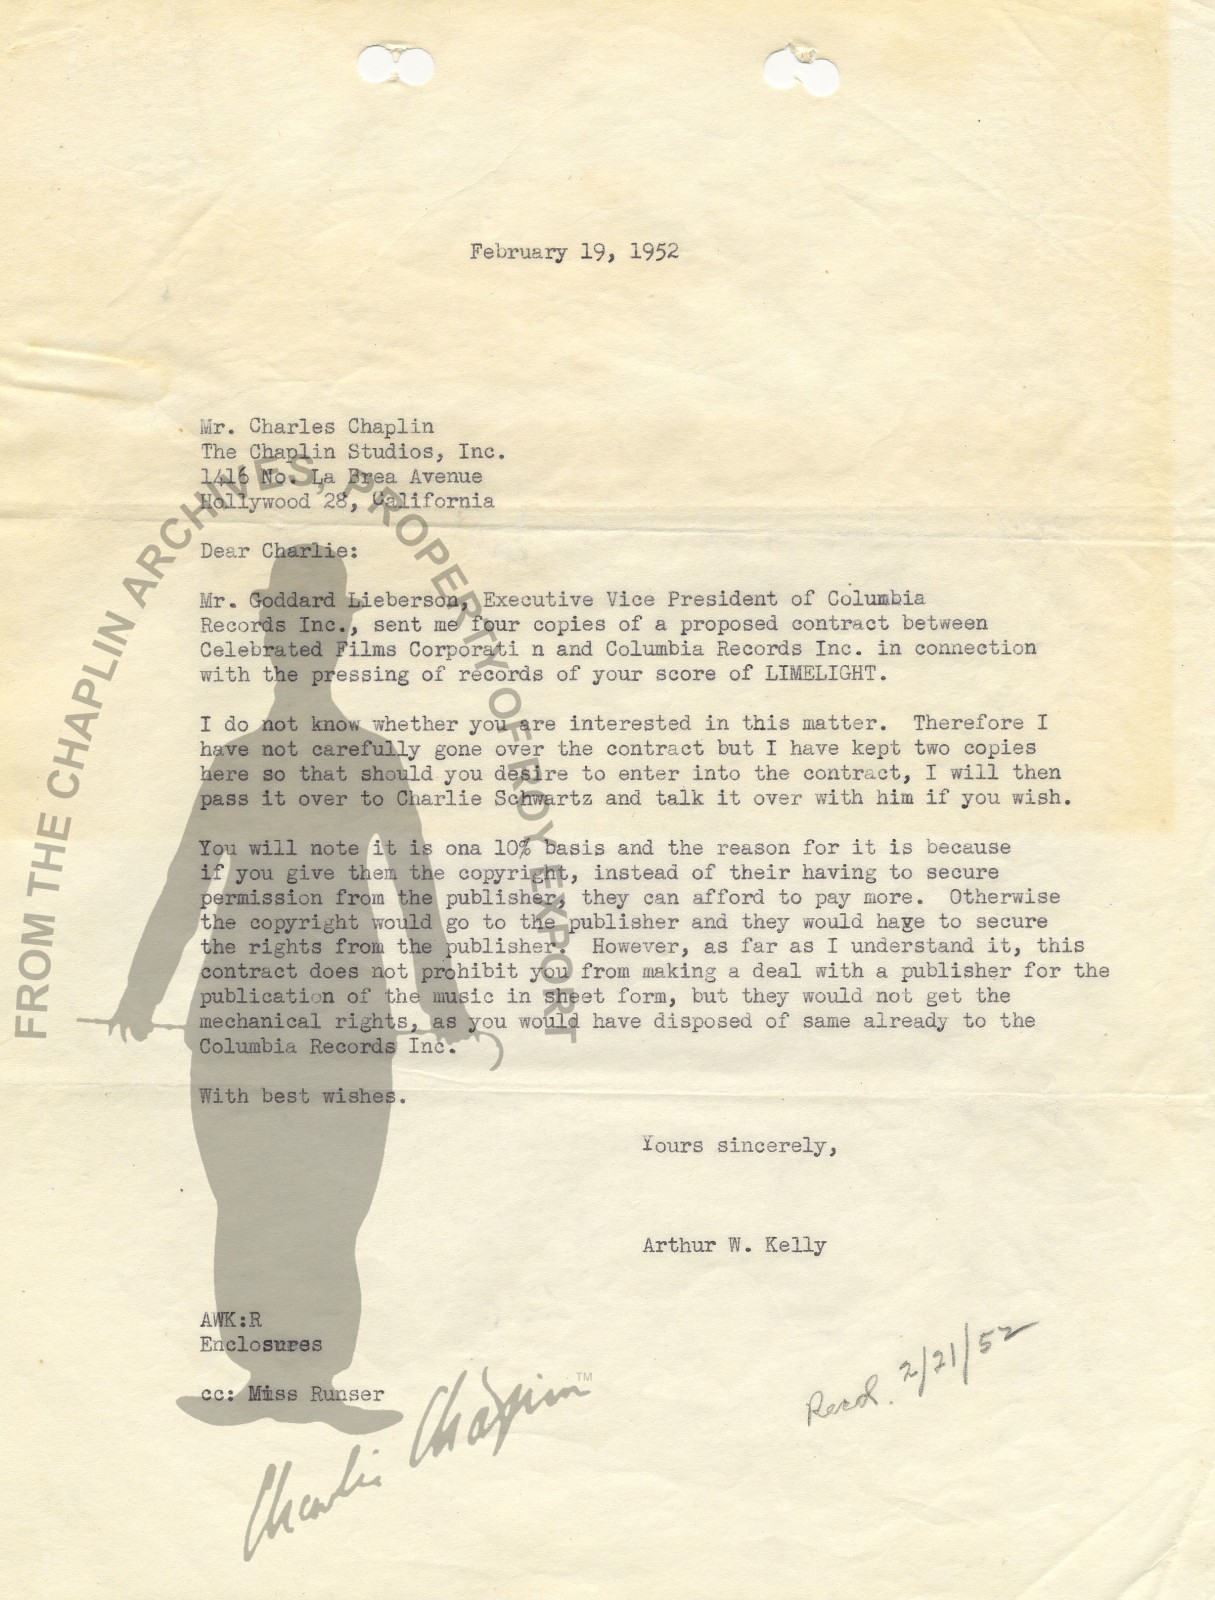 February 19, 1952
Mr. Charles Chaplin
The Chaplin Studios, Inc.
1416 No. La Brea Avenue
Hollywood 28, California
Dear Charlie:
Mr. Goddard Lieberson, Executive Vice President of Columbia
Records Inc., sent me four copies of a proposed contract between
Celebrated Films Corporati n and Columbia Records Inc. in connection
with the pressing of records of your score of LIMELIGHT.
I do not know whether you are interested in this matter. Therefore I
have not carefully gone over the contract but I have kept two copies
here so that should you desire to enter into the contract, I will then
pass it over to Charlie Schwartz and talk it over with him if you wish.
You will note it is ona 10% basis and the reason for it is because
if you give them the copyright, instead of their having to secure
permission from the publisher, they can afford to pay more. Otherwise
the copyright would go to the publisher and they would have to secure
the rights from the publisher. However, as far as I understand it, this
contract does not prohibit you from making a deal with a publisher for the
publication of the music in sheet form, but they would not get the
mechanical rights, as you would have disposed of same already to the
Columbia Records Inc.
With best wishes.
Yours sincerely,
Arthur W. Kelly
AWK:R
Enclosures
cc: Miss Runser
Recd. 2/21/52
FROM THE CHAPLIN ARCHIVES, PROPERTY OF ROY EXPORT
Charlie Chaplin™